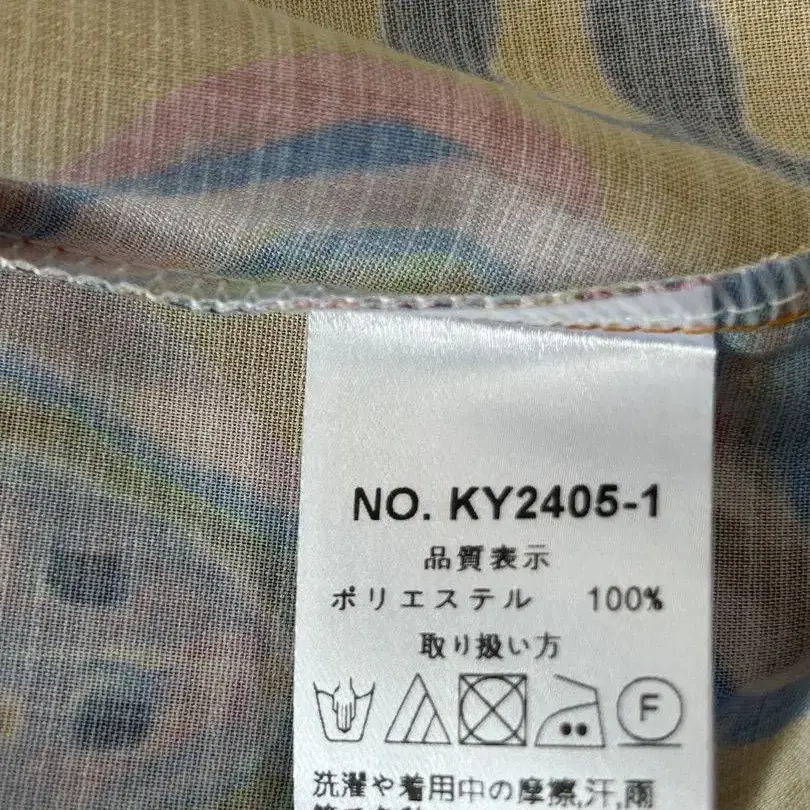 NO. KY2405-1
品質表示
ポリエステル 100%
取り扱い方
F
洗濯や着用中の摩擦,汗,雨